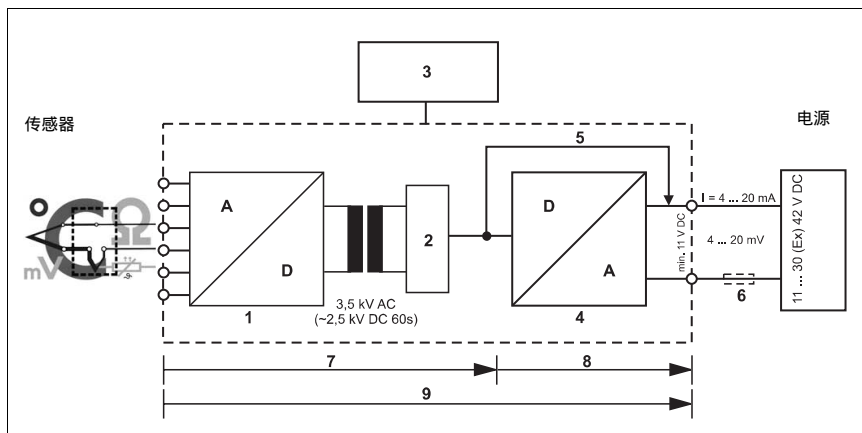 3
传感器
电源
5
A
D
2
D
A
I = 4 ... 20 mA
min. 11 V DC
4 ... 20 mV
11 ... 30 (Ex) 42 V DC
°C
Ω
mV
ϑ
1
3,5 kV AC
(~2,5 kV DC 60s)
4
6
7
8
9